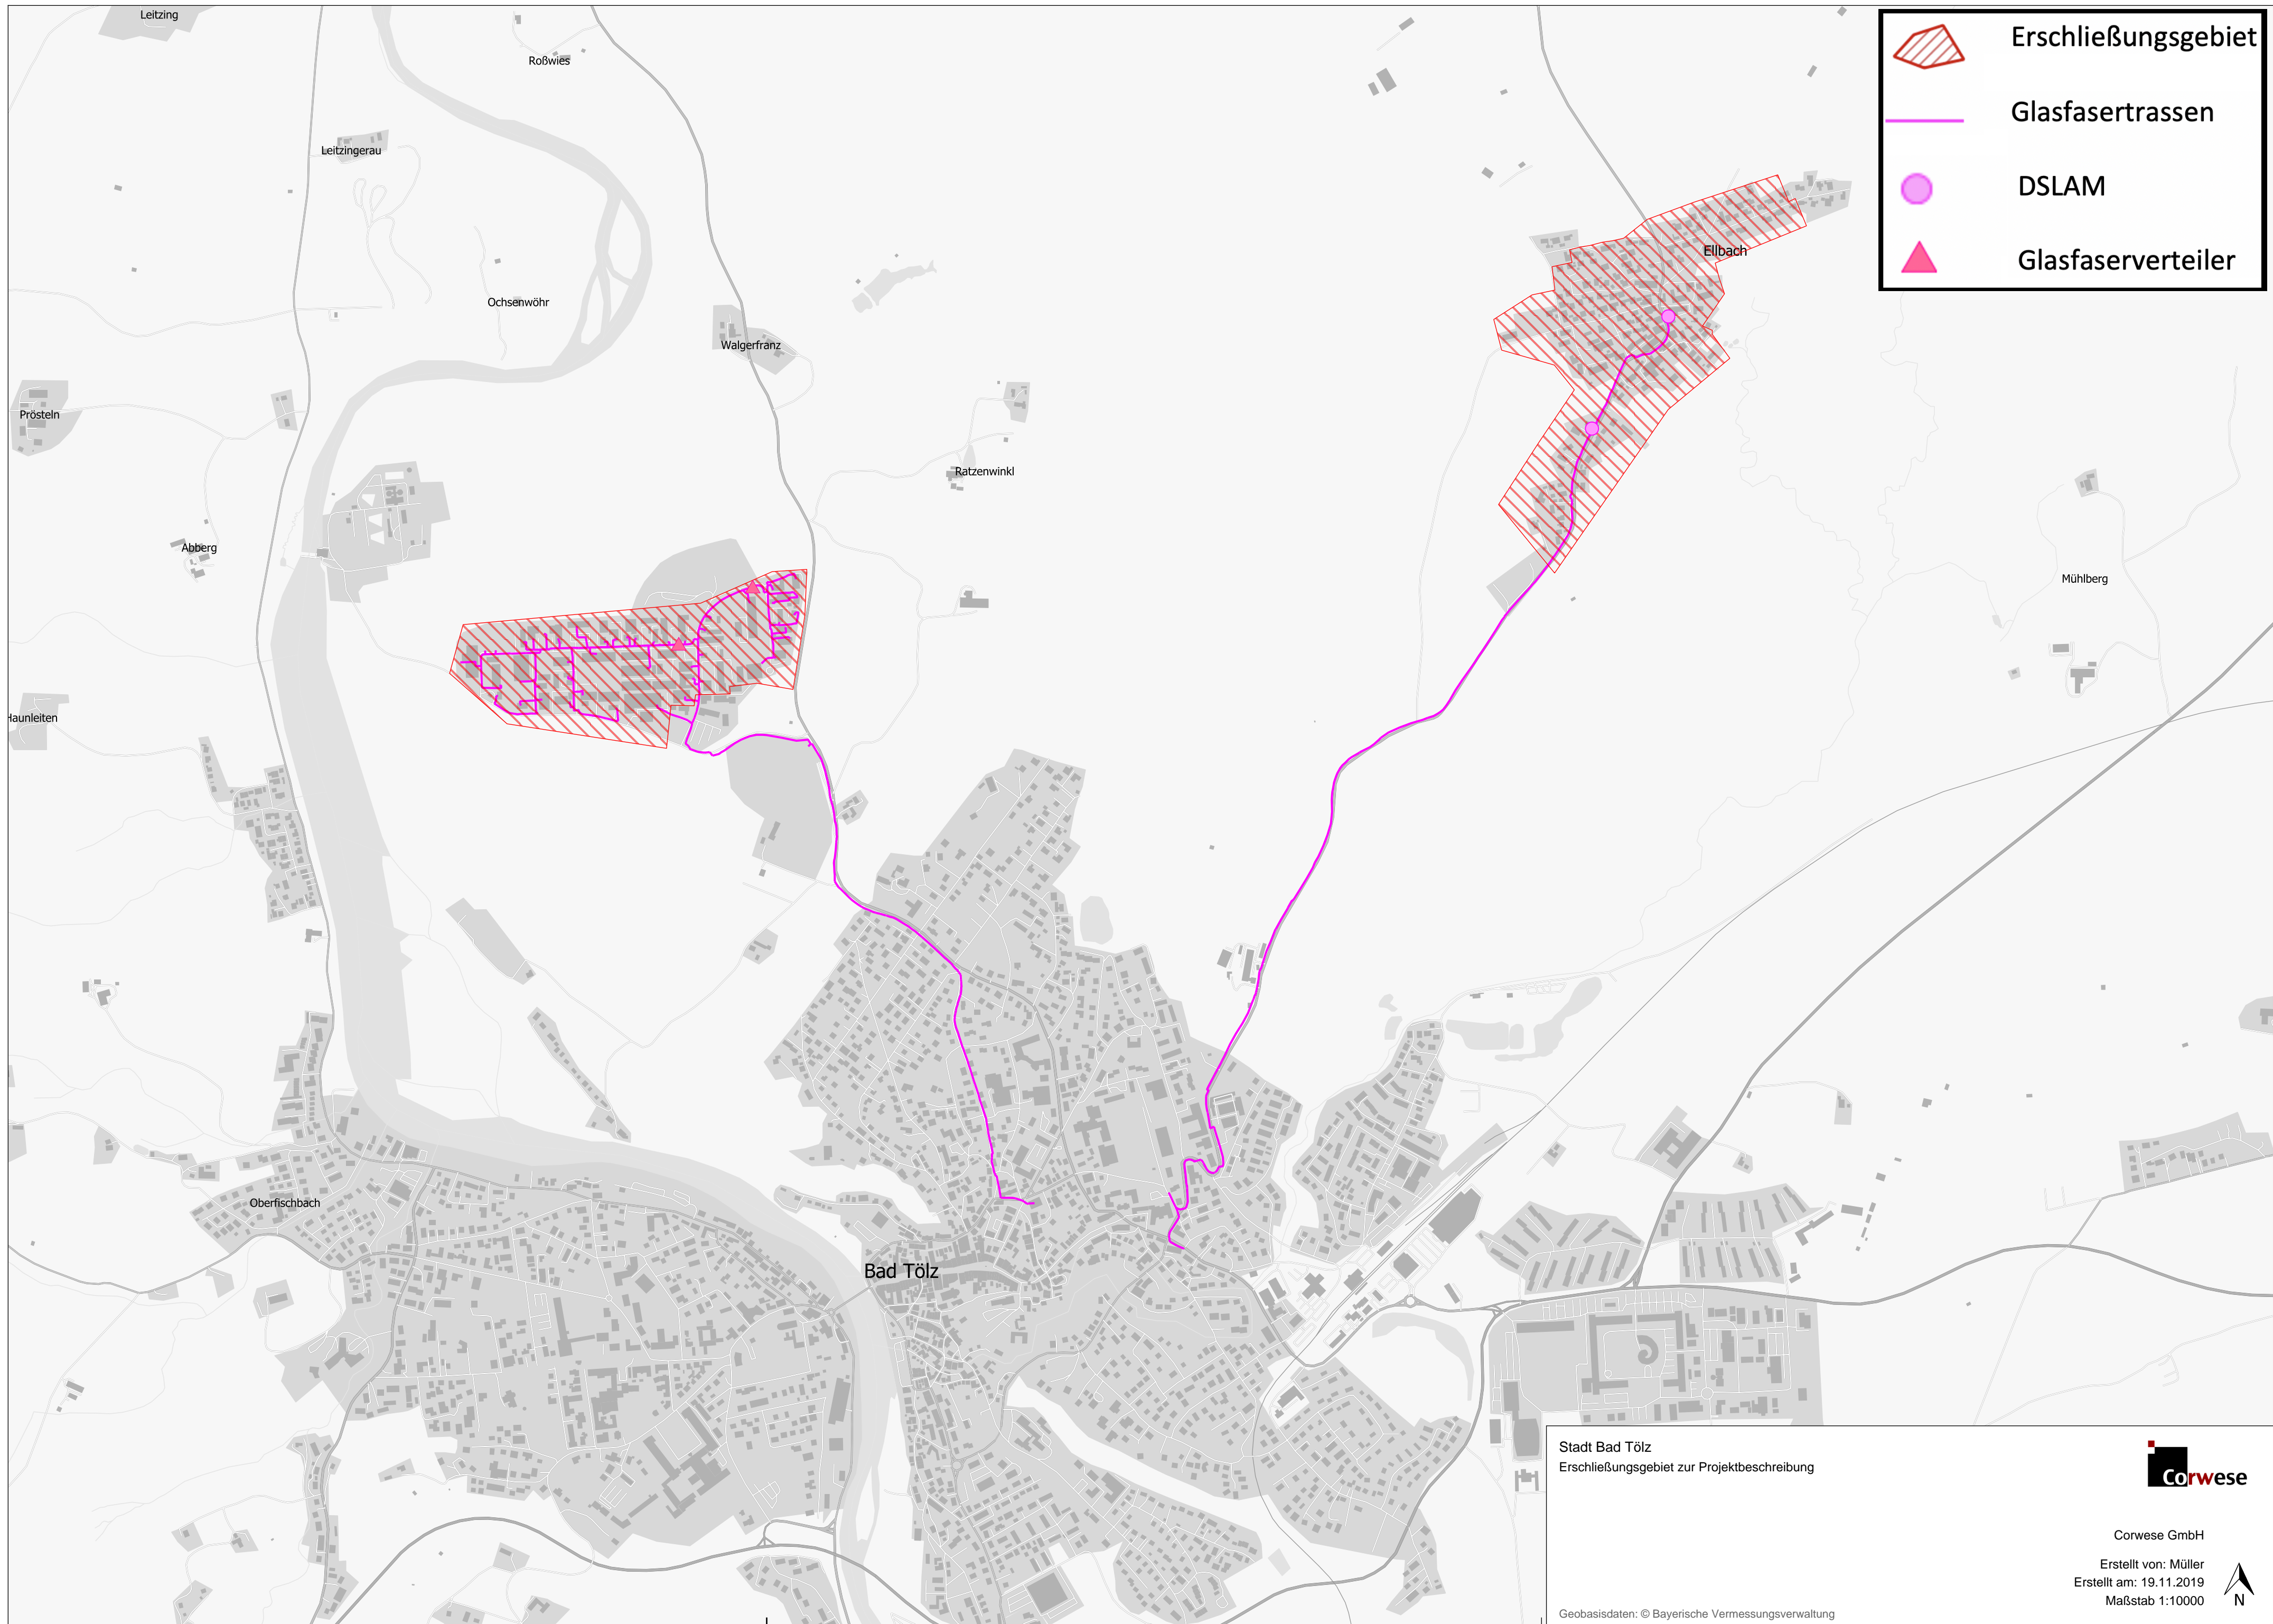 Leitzing
Roßwies
Erschließungsgebiet
Glasfasertrassen
DSLAM
Glasfaserverteiler
Leitzingerau
Ellbach
Ochsenwöhr
Walgerfranz
Prösteln
Ratzenwinkl
Abberg
Mühlberg
Haunleiten
Oberfischbach
Bad Tölz
Stadt Bad Tölz
Erschließungsgebiet zur Projektbeschreibung
Corwese
Corwese GmbH
Erstellt von: Müller
Erstellt am: 19.11.2019
Maßstab 1:10000
N
Geobasisdaten: © Bayerische Vermessungsverwaltung